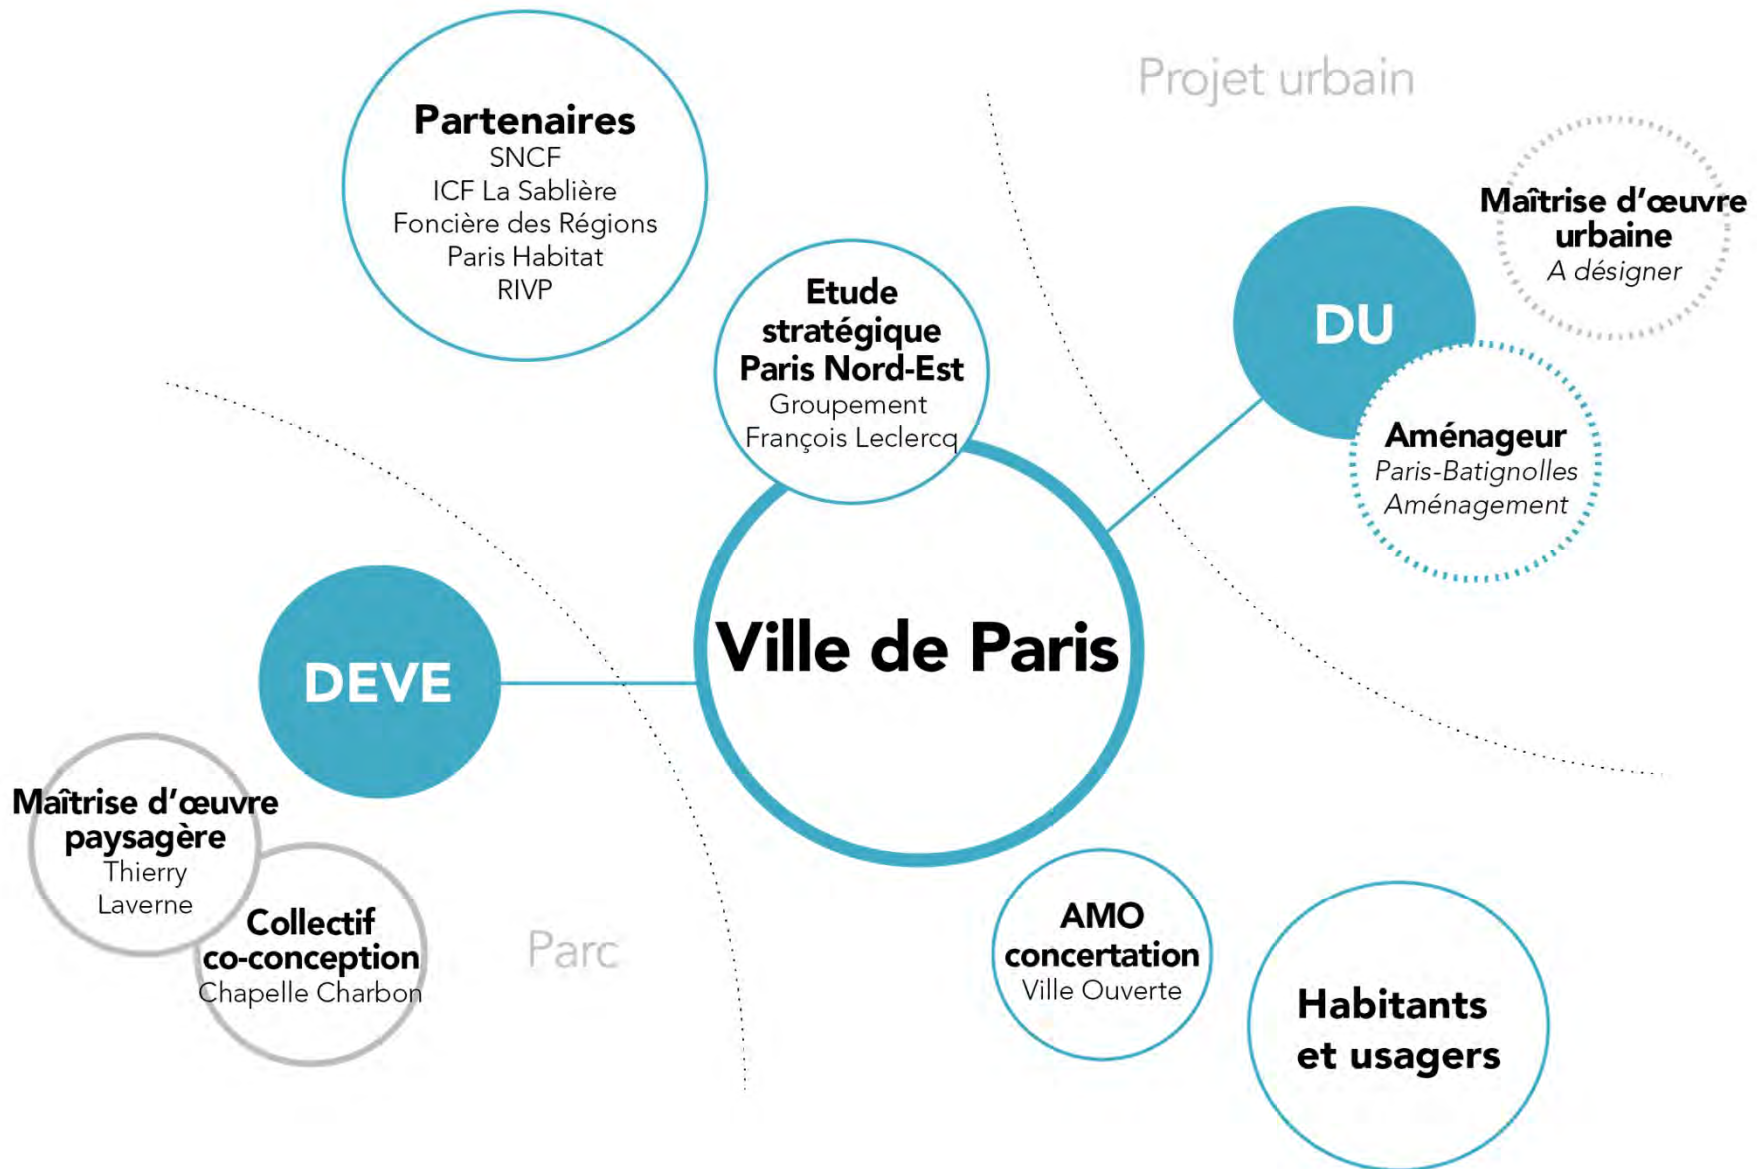 Projet urbain
Partenaires
SNCF
ICF La Sablière
Foncière des Régions
Paris Habitat
RIVP
Maîtrise d’œuvre
urbaine
A désigner
Etude
stratégique
Paris Nord-Est
Groupement
François Leclercq
DU
Aménageur
Paris-Batignolles
Aménagement
Ville de Paris
DEVE
Maîtrise d’œuvre
paysagère
Thierry
Laverne
Collectif
co-conception
Chapelle Charbon
Parc
AMO
concertation
Ville Ouverte
Habitants
et usagers